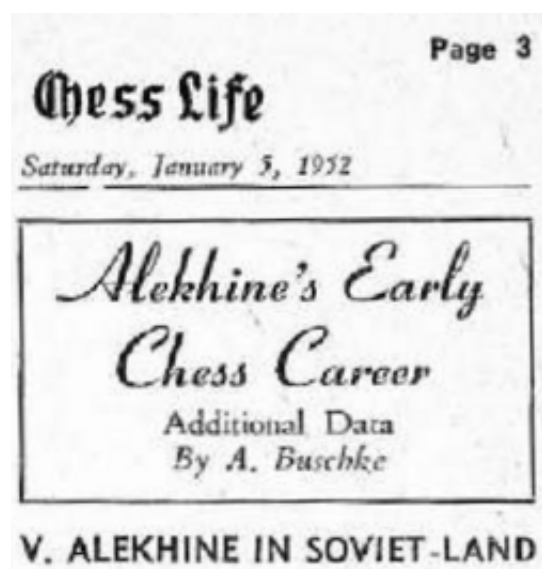 Page 3
Chess Life
Saturday, January 5, 1952
Alekhine's Early
Chess Career
Additional Data
By A. Buschke
V. ALEKHINE IN SOVIET-LAND